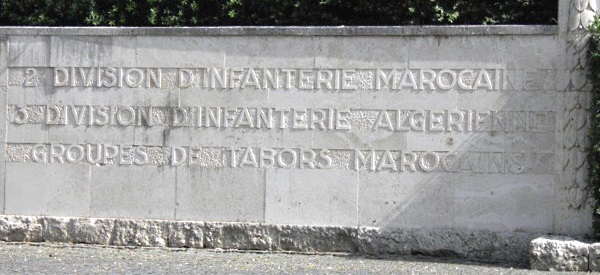 2 DIVISION D'INFANTERIE MAROCAINE
3 DIVISION D'INFANTERIE ALGERIENNE
GROUPES DE TABORS MAROCAINS